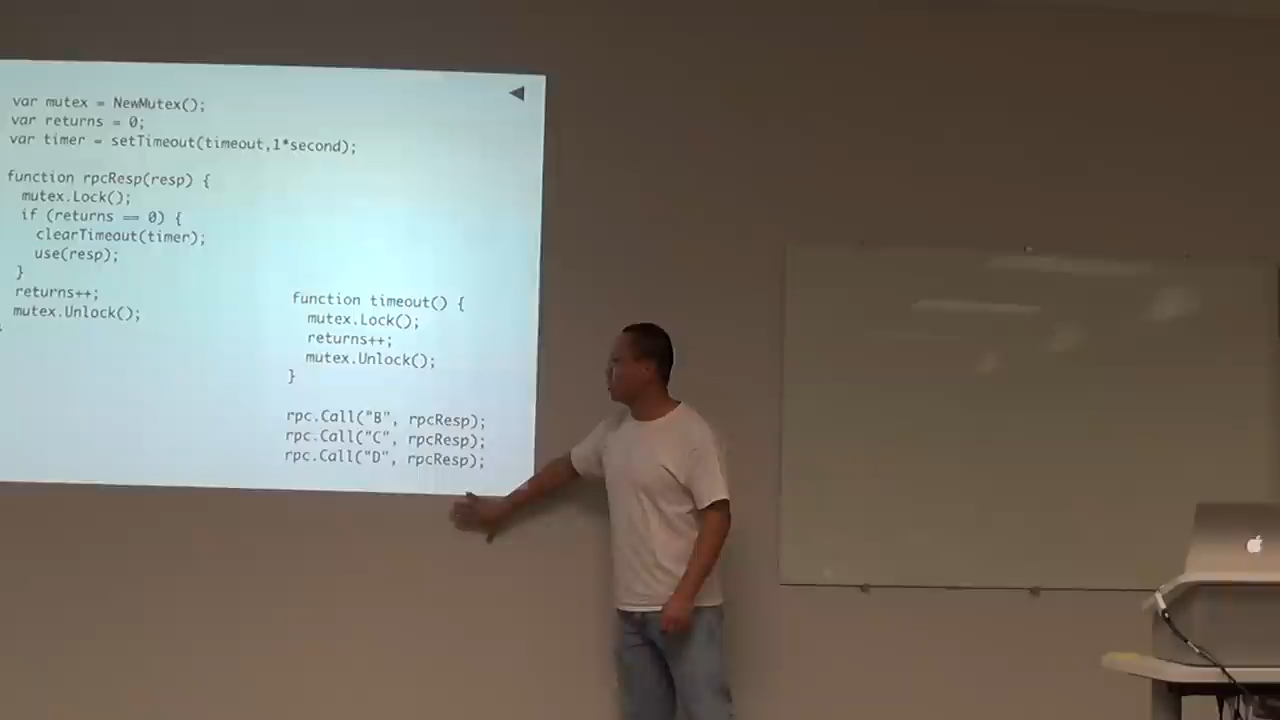 var mutex = NewMutex();
var returns = 0;
var timer = setTimeout(timeout,1*second);
function rpcResp(resp) {
mutex.Lock();
if (returns == 0) {
clearTimeout(timer);
use(resp);
}
returns++;
mutex.Unlock();
function timeout() {
mutex.Lock();
returns++;
mutex.Unlock();
}
rpc.Call("B", rpcResp);
rpc.Call("C", rpcResp);
rpc.Call("D", rpcResp);